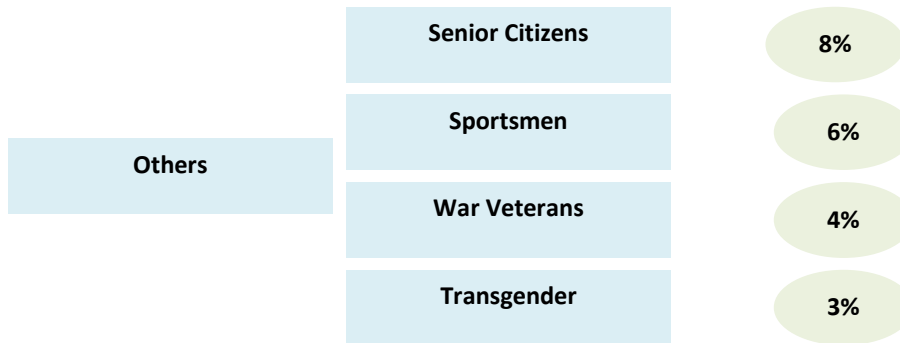 Senior Citizens
8%
Sportsmen
6%
Others
War Veterans
4%
Transgender
3%